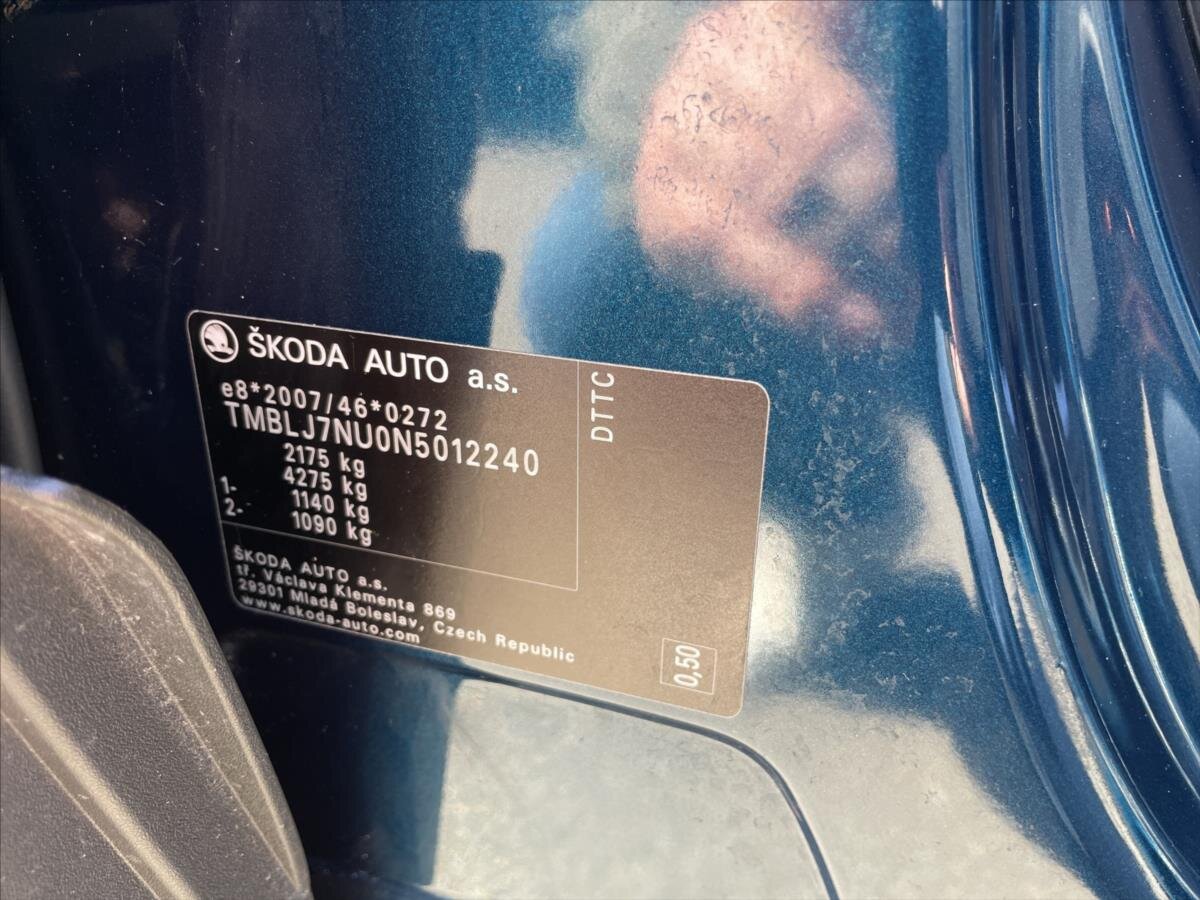 ŠKODA AUTO a.s.
e8*2007/46*0272
TMBLJ7NU0N5012240
2175 kg
4275 kg
1- 1140 kg
2- 1090 kg
ŠKODA AUTO a.s.
tř. Václava Klementa 869
29301 Mladá Boleslav, Czech Republic
www.skoda-auto.com
DTTC
0,50